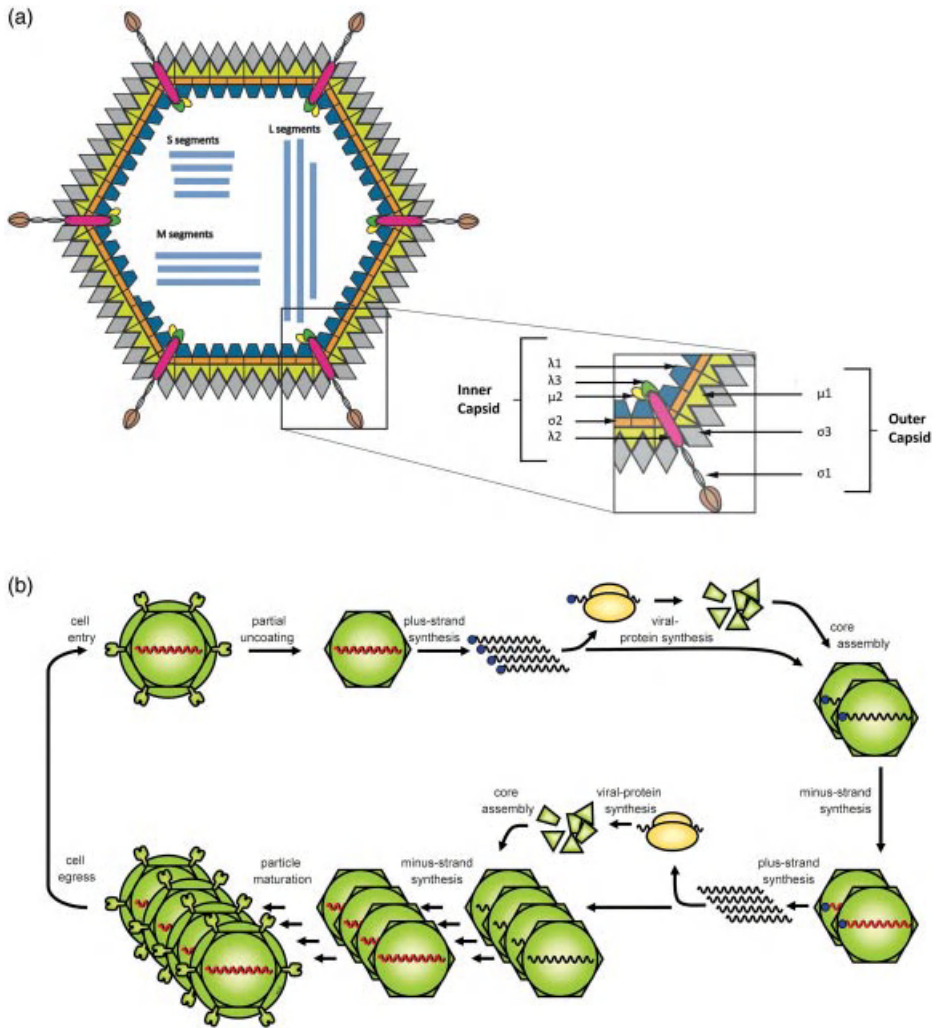 (a)
S segments
L segments
M segments
Inner
Capsid
λ1
λ3
μ2
σ2
λ2
μ1
σ3
σ1
Outer
Capsid
(b)
cell
entry
partial
uncoating
plus-strand
synthesis
viral-
protein synthesis
core
assembly
minus-strand
synthesis
plus-strand
synthesis
viral-protein
synthesis
core
assembly
minus-strand
synthesis
particle
maturation
cell
egress